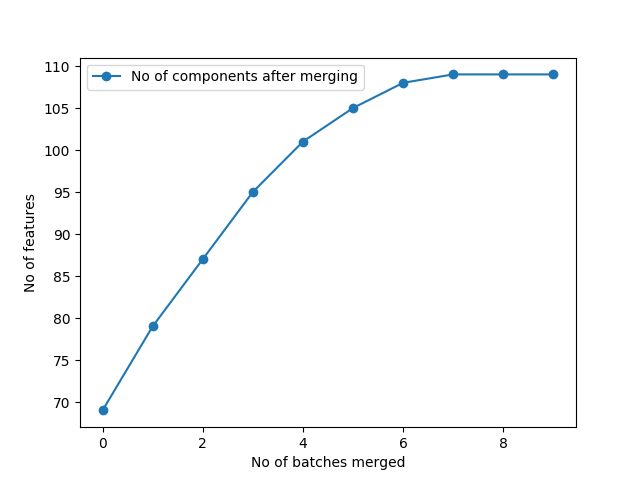 No of components after merging
110
105
100
95
90
85
80
75
70
No of features
0 2 4 6 8
No of batches merged